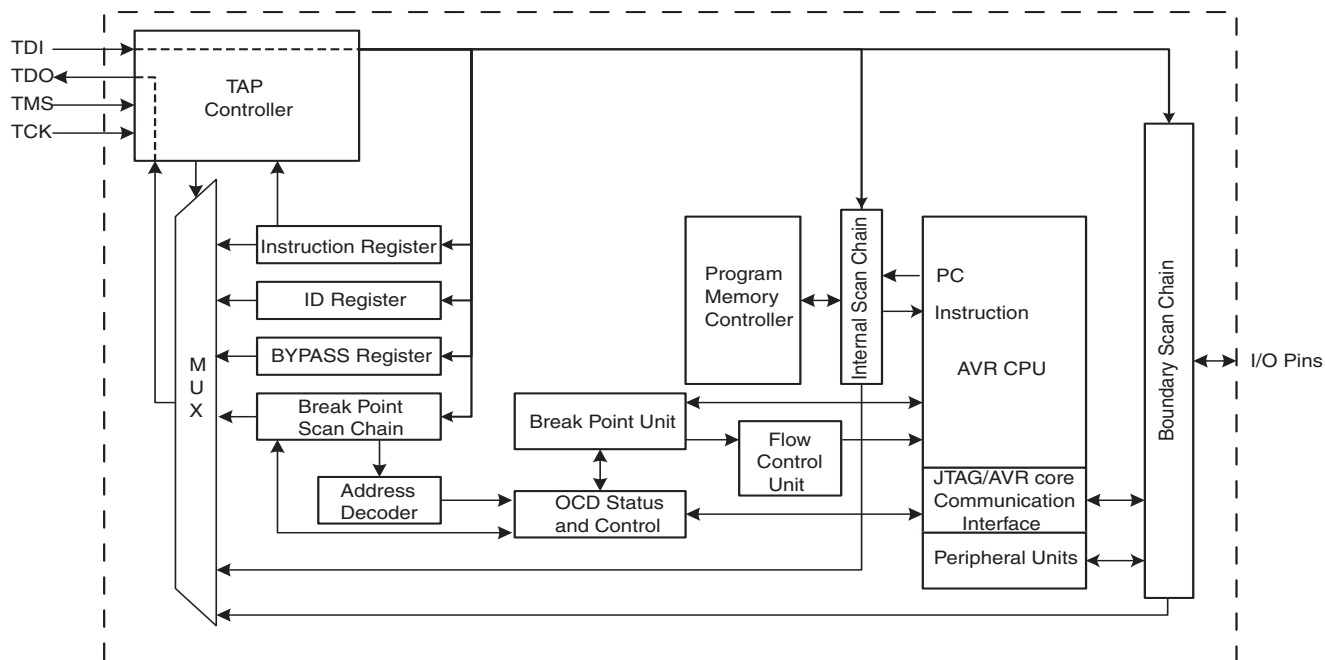 TDI
TDO
TMS
TCK
TAP
Controller
Instruction Register
ID Register
BYPASS Register
Break Point
Scan Chain
Address
Decoder
MUX
Break Point Unit
OCD Status
and Control
Flow
Control
Unit
Program
Memory
Controller
Internal Scan Chain
PC
Instruction
AVR CPU
JTAG/AVR core
Communication
Interface
Peripheral Units
Boundary Scan Chain
I/O Pins